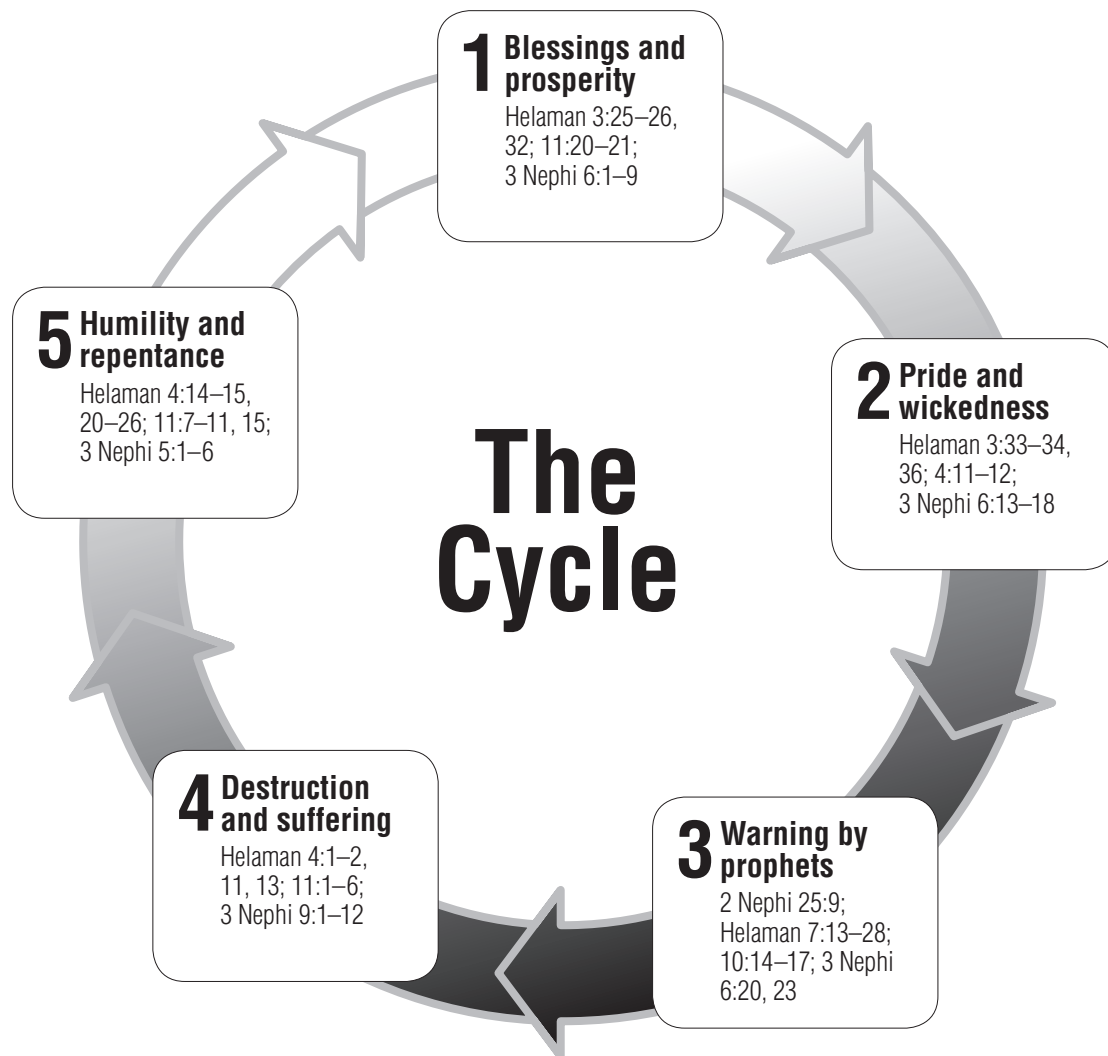 1 Blessings and
prosperity
Helaman 3:25–26,
32; 11:20–21;
3 Nephi 6:1–9
2 Pride and
wickedness
Helaman 3:33–34,
36; 4:11–12;
3 Nephi 6:13–18
3 Warning by
prophets
2 Nephi 25:9;
Helaman 7:13–28;
10:14–17; 3 Nephi
6:20, 23
4 Destruction
and suffering
Helaman 4:1–2,
11, 13; 11:1–6;
3 Nephi 9:1–12
5 Humility and
repentance
Helaman 4:14–15,
20–26; 11:7–11, 15;
3 Nephi 5:1–6
The
Cycle